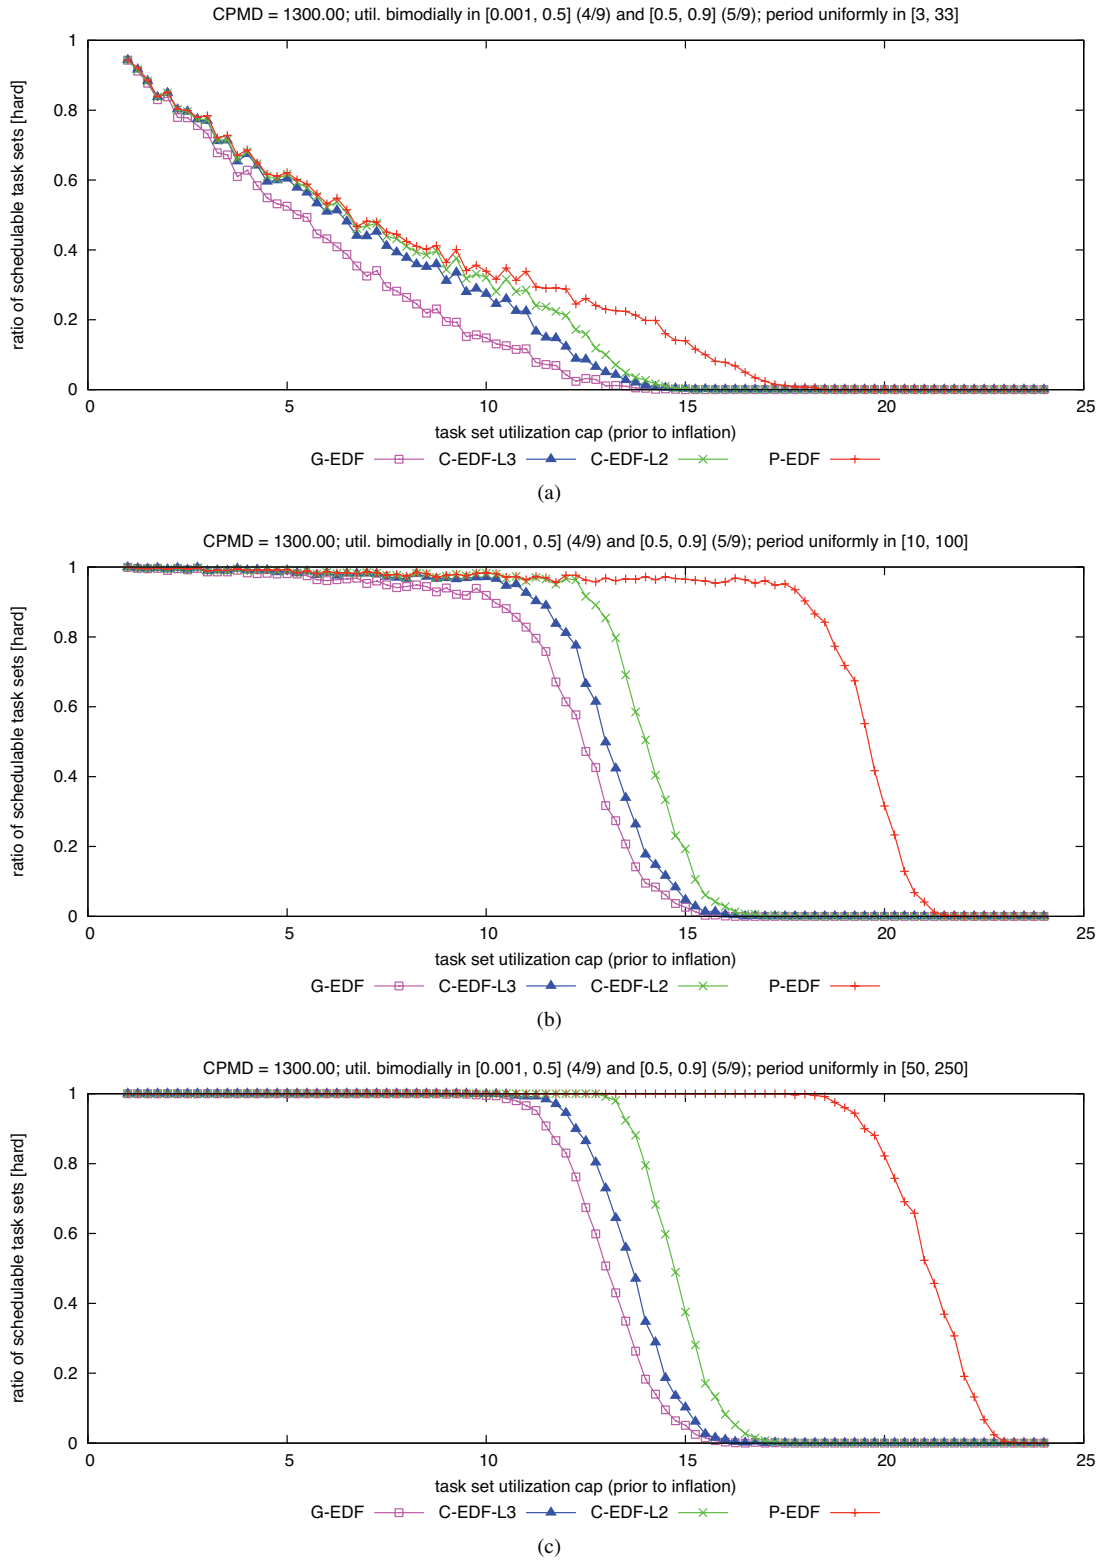 CPMD = 1300.00; util. bimodially in [0.001, 0.5] (4/9) and [0.5, 0.9] (5/9); period uniformly in [3, 33]
1
0.8
0.6
0.4
0.2
0
ratio of schedulable task sets [hard]
0 5 10 15 20 25
task set utilization cap (prior to inflation)
G-EDF C-EDF-L3 C-EDF-L2 P-EDF
(a)
CPMD = 1300.00; util. bimodially in [0.001, 0.5] (4/9) and [0.5, 0.9] (5/9); period uniformly in [10, 100]
1
0.8
0.6
0.4
0.2
0
ratio of schedulable task sets [hard]
0 5 10 15 20 25
task set utilization cap (prior to inflation)
G-EDF C-EDF-L3 C-EDF-L2 P-EDF
(b)
CPMD = 1300.00; util. bimodially in [0.001, 0.5] (4/9) and [0.5, 0.9] (5/9); period uniformly in [50, 250]
1
0.8
0.6
0.4
0.2
0
ratio of schedulable task sets [hard]
0 5 10 15 20 25
task set utilization cap (prior to inflation)
G-EDF C-EDF-L3 C-EDF-L2 P-EDF
(c)